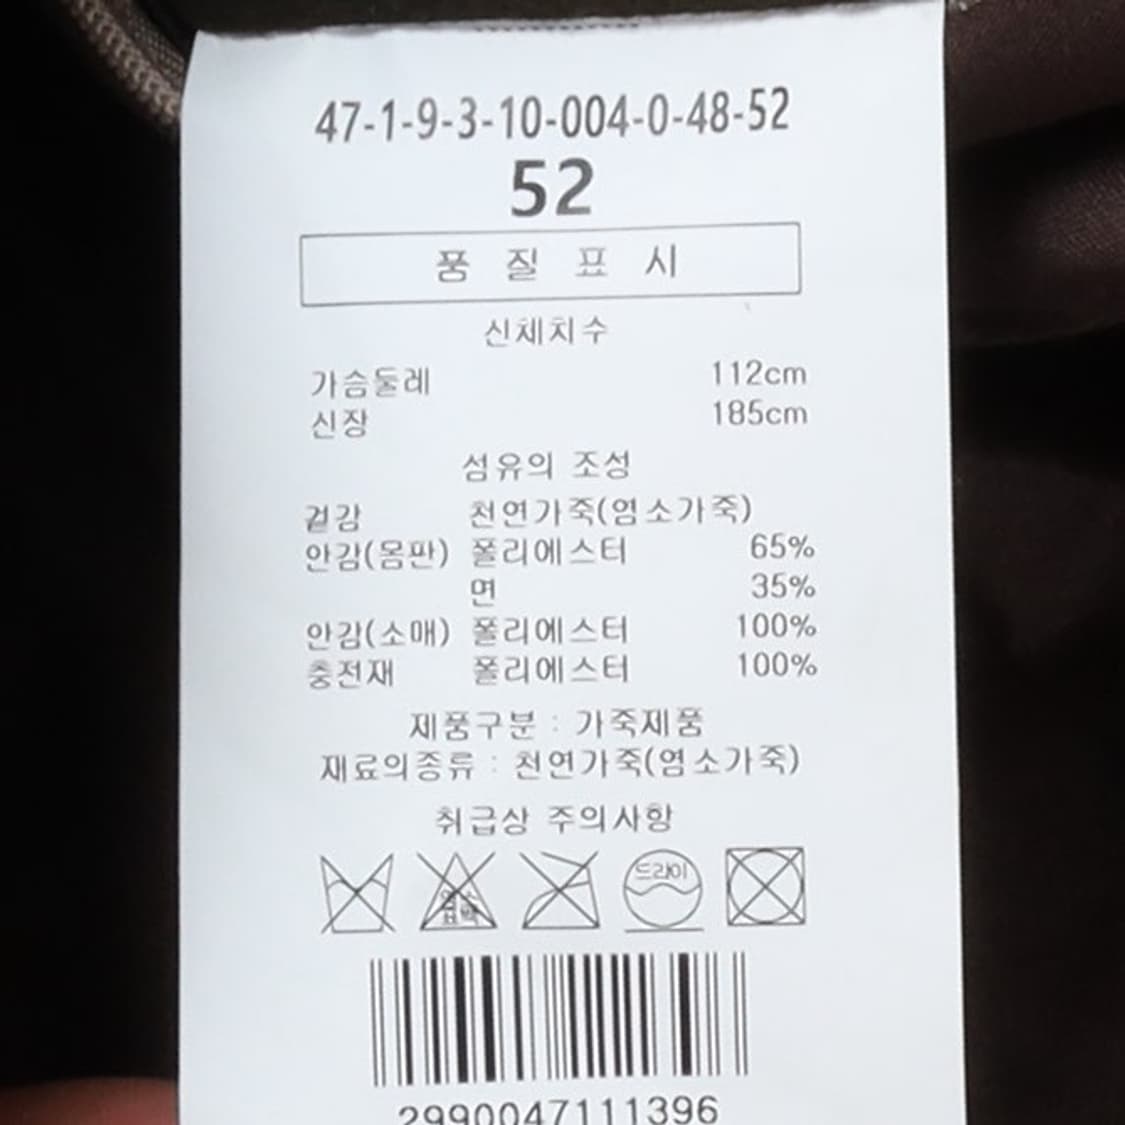 47-1-9-3-10-004-0-48-52
52
품 질 표 시
신체치수
가슴둘레 112cm
신장 185cm
섬유의 조성
겉감 천연가죽(염소가죽)
안감(몸판) 폴리에스터 65%
면 35%
안감(소매) 폴리에스터 100%
충전재 폴리에스터 100%
제품구분 : 가죽제품
재료의종류 : 천연가죽(염소가죽)
취급상 주의사항
염소
표백
드라이
2990047111396